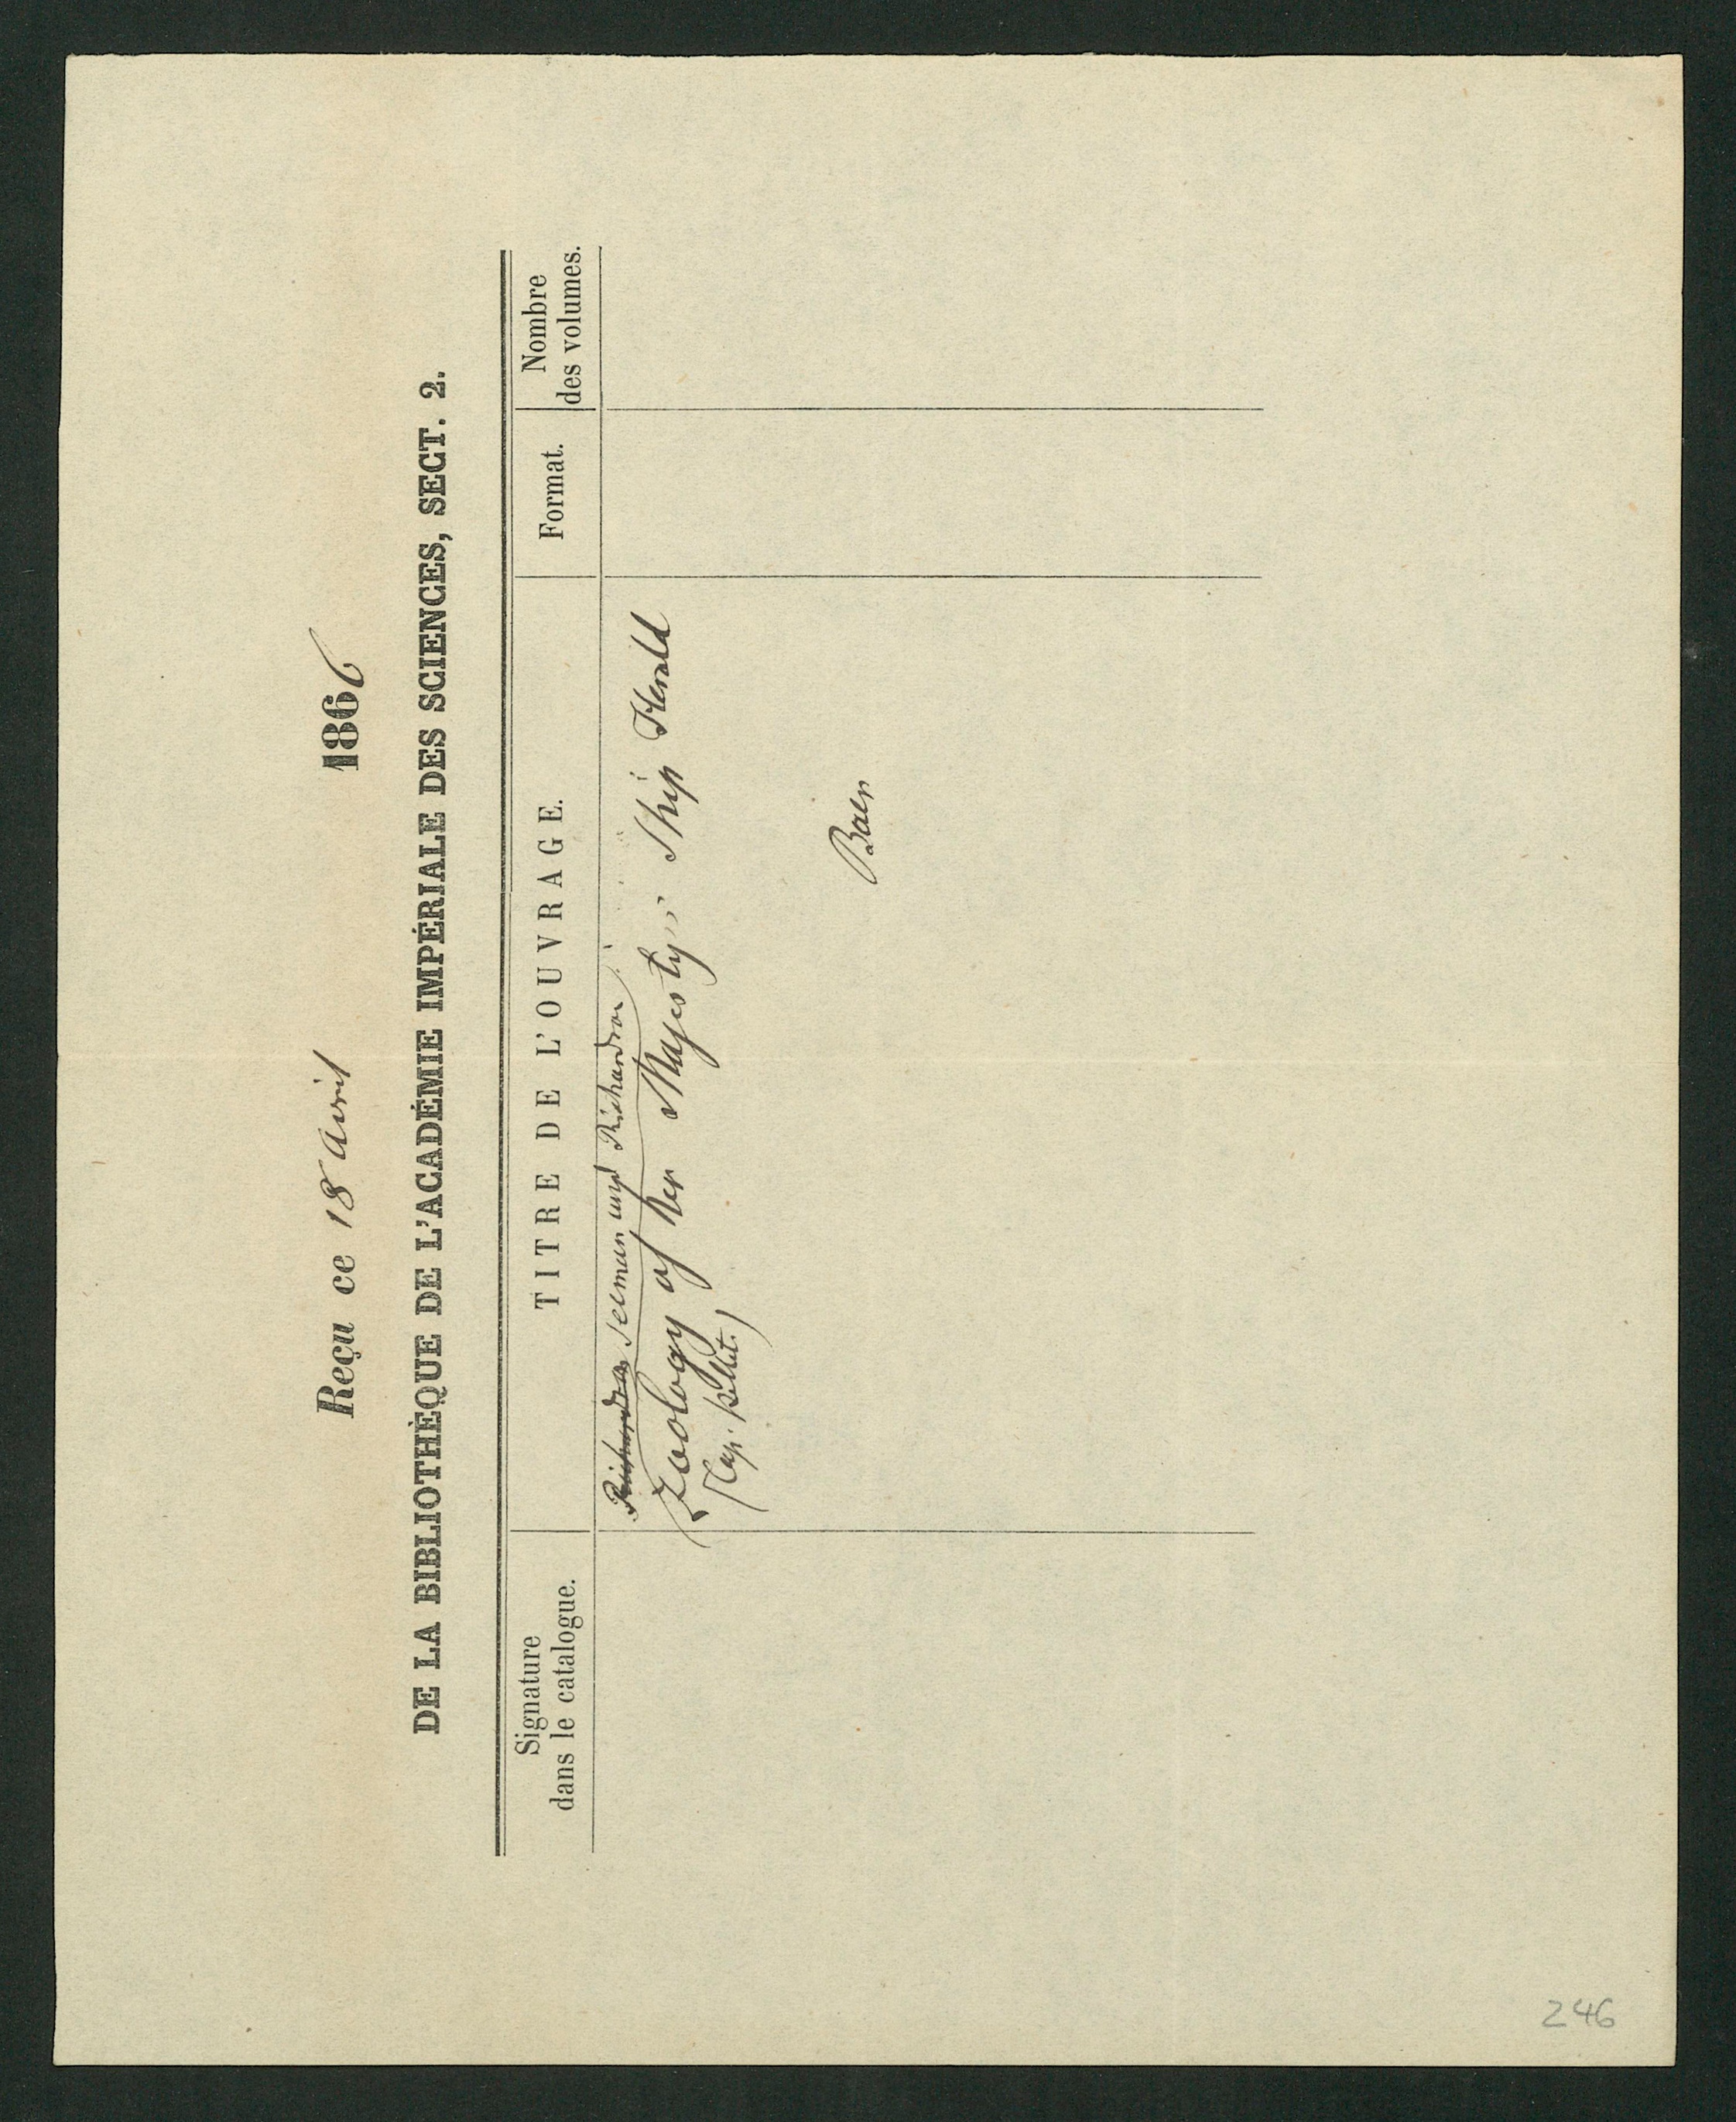 Reçu ce 18 Avril 1866
DE LA BIBLIOTHÈQUE DE L'ACADÉMIE IMPÉRIALE DES SCIENCES, SECT. 2.
Signature
dans le catalogue.
TITRE DE L'OUVRAGE.
Format.
Nombre
des volumes.
Richardson Seeman und Richardson
Zoology of her Majesty's Ship Herald
(Cap. Kellet.)
Baer
246